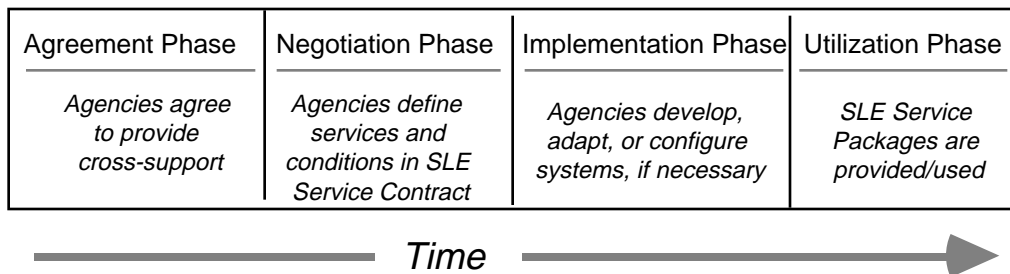 Agreement Phase
Agencies agree
to provide
cross-support
Negotiation Phase
Agencies define
services and
conditions in SLE
Service Contract
Implementation Phase
Agencies develop,
adapt, or configure
systems, if necessary
Utilization Phase
SLE Service
Packages are
provided/used
Time